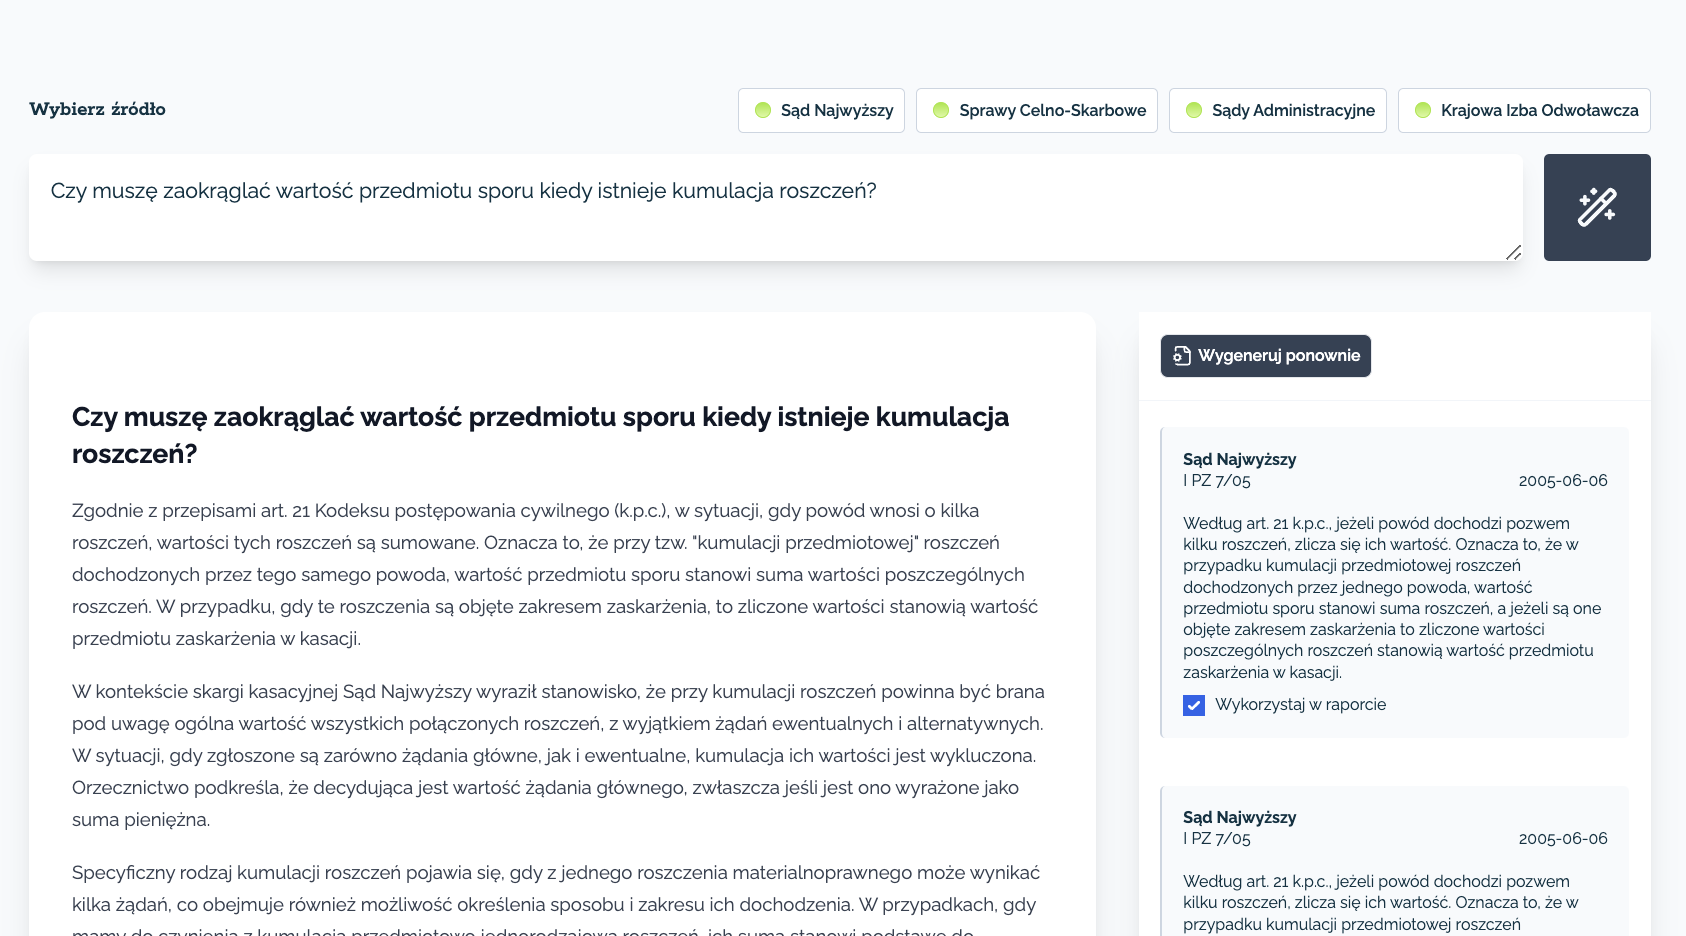 Wybierz źródło
Sąd Najwyższy
Sprawy Celno-Skarbowe
Sądy Administracyjne
Krajowa Izba Odwoławcza
Czy muszę zaokrąglać wartość przedmiotu sporu kiedy istnieje kumulacja roszczeń?
Czy muszę zaokrąglać wartość przedmiotu sporu kiedy istnieje kumulacja
roszczeń?
Zgodnie z przepisami art. 21 Kodeksu postępowania cywilnego (k.p.c.), w sytuacji, gdy powód wnosi o kilka
roszczeń, wartości tych roszczeń są sumowane. Oznacza to, że przy tzw. "kumulacji przedmiotowej" roszczeń
dochodzonych przez tego samego powoda, wartość przedmiotu sporu stanowi suma wartości poszczególnych
roszczeń. W przypadku, gdy te roszczenia są objęte zakresem zaskarżenia, to zliczone wartości stanowią wartość
przedmiotu zaskarżenia w kasacji.
W kontekście skargi kasacyjnej Sąd Najwyższy wyraził stanowisko, że przy kumulacji roszczeń powinna być brana
pod uwagę ogólna wartość wszystkich połączonych roszczeń, z wyjątkiem żądań ewentualnych i alternatywnych.
W sytuacji, gdy zgłoszone są zarówno żądania główne, jak i ewentualne, kumulacja ich wartości jest wykluczona.
Orzecznictwo podkreśla, że decydująca jest wartość żądania głównego, zwłaszcza jeśli jest ono wyrażone jako
suma pieniężna.
Specyficzny rodzaj kumulacji roszczeń pojawia się, gdy z jednego roszczenia materialnoprawnego może wynikać
kilka żądań, co obejmuje również możliwość określenia sposobu i zakresu ich dochodzenia. W przypadkach, gdy
mamy do czynienia z kumulacją przedmiotowo jednorodzajową roszczeń, ich suma stanowi podstawę do
Wygeneruj ponownie
Sąd Najwyższy
I PZ 7/05 2005-06-06
Według art. 21 k.p.c., jeżeli powód dochodzi pozwem
kilku roszczeń, zlicza się ich wartość. Oznacza to, że w
przypadku kumulacji przedmiotowej roszczeń
dochodzonych przez jednego powoda, wartość
przedmiotu sporu stanowi suma roszczeń, a jeżeli są one
objęte zakresem zaskarżenia to zliczone wartości
poszczególnych roszczeń stanowią wartość przedmiotu
zaskarżenia w kasacji.
Wykorzystaj w raporcie
Sąd Najwyższy
I PZ 7/05 2005-06-06
Według art. 21 k.p.c., jeżeli powód dochodzi pozwem
kilku roszczeń, zlicza się ich wartość. Oznacza to, że w
przypadku kumulacji przedmiotowej roszczeń